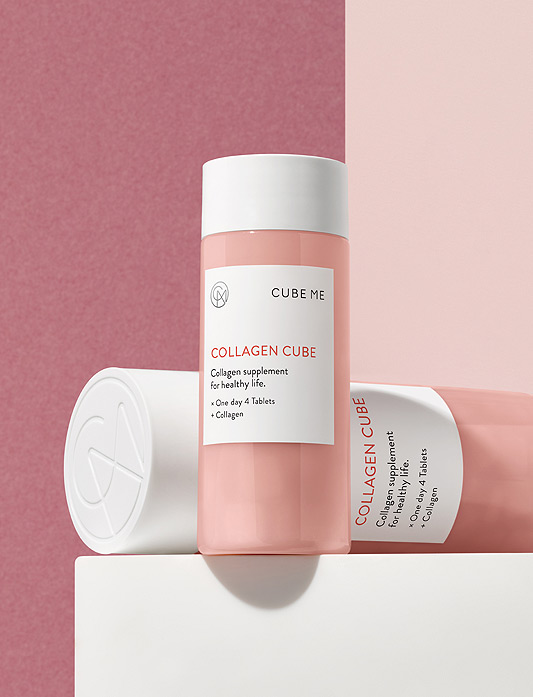 CUBE ME
COLLAGEN CUBE
Collagen supplement
for healthy life.
× One day 4 Tablets
+ Collagen
COLLAGEN CUBE
Collagen supplement
for healthy life.
× One day 4 Tablets
+ Collagen